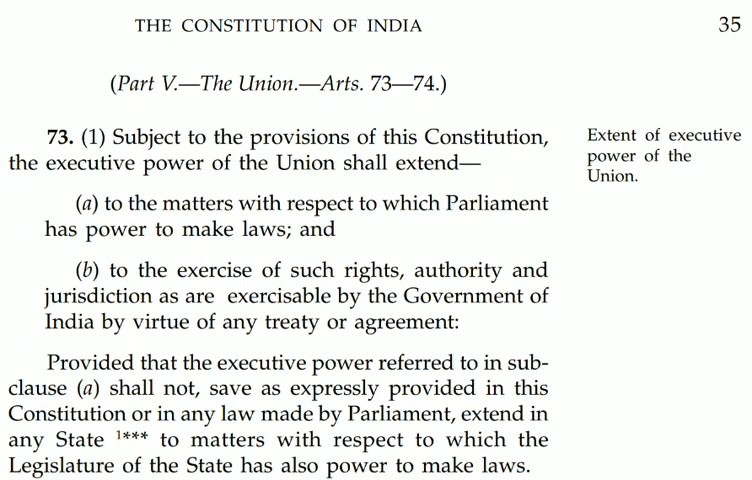 THE CONSTITUTION OF INDIA
35
(Part V.—The Union.—Arts. 73—74.)
73. (1) Subject to the provisions of this Constitution,
the executive power of the Union shall extend—
Extent of executive
power of the
Union.
(a) to the matters with respect to which Parliament
has power to make laws; and
(b) to the exercise of such rights, authority and
jurisdiction as are exercisable by the Government of
India by virtue of any treaty or agreement:
Provided that the executive power referred to in sub-
clause (a) shall not, save as expressly provided in this
Constitution or in any law made by Parliament, extend in
any State 1*** to matters with respect to which the
Legislature of the State has also power to make laws.